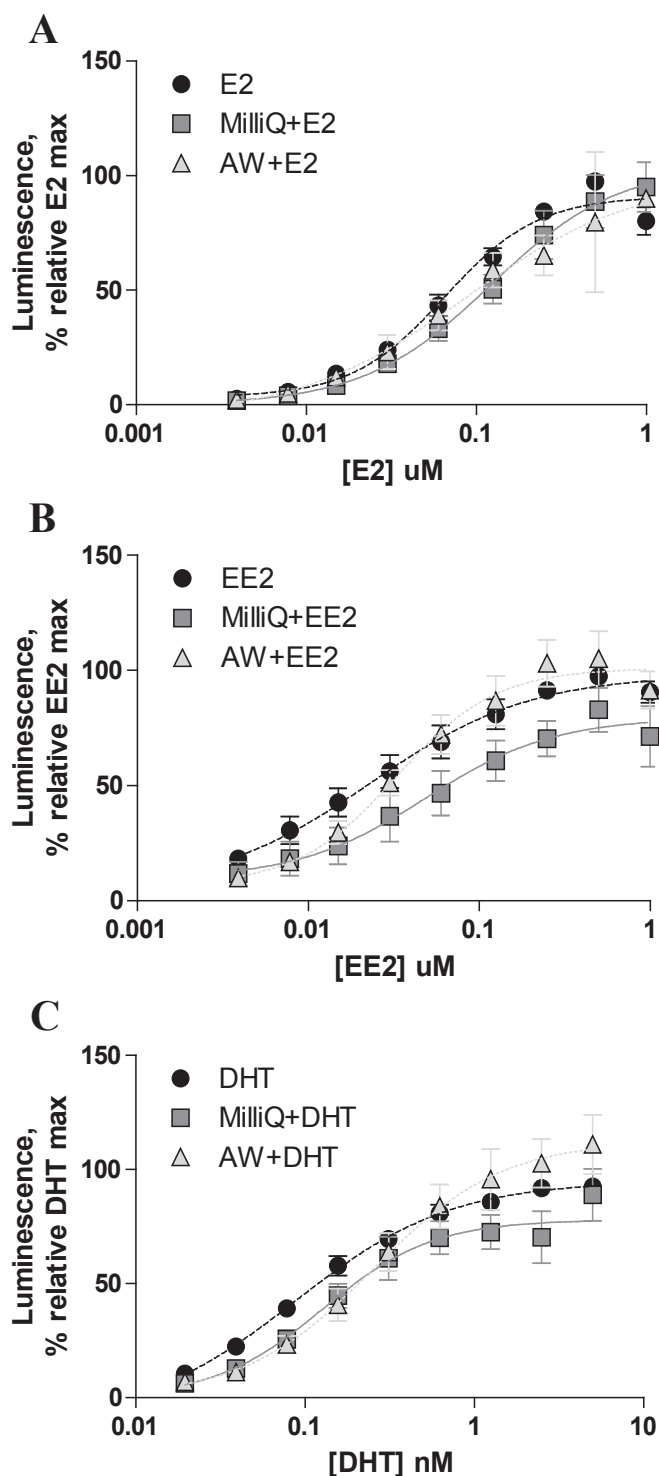 A
Luminescence,
% relative E2 max
150
100
50
0
E2
MilliQ+E2
AW+E2
0.001
0.01
0.1
1
[E2] uM
B
Luminescence,
% relative EE2 max
150
100
50
0
EE2
MilliQ+EE2
AW+EE2
0.001
0.01
0.1
1
[EE2] uM
C
Luminescence,
% relative DHT max
150
100
50
0
DHT
MilliQ+DHT
AW+DHT
0.01
0.1
1
10
[DHT] nM